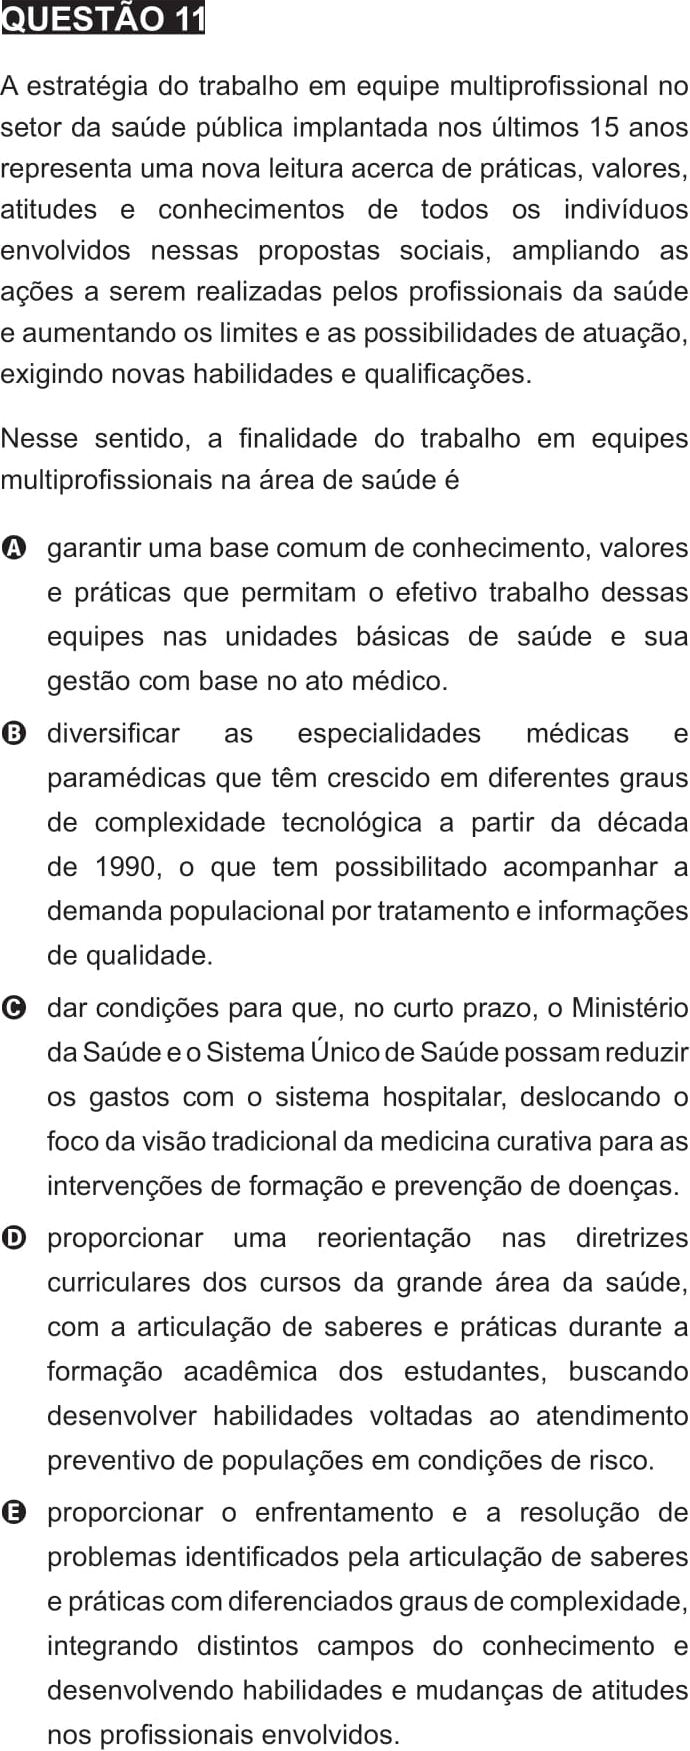 QUESTÃO 11
A estratégia do trabalho em equipe multiprofissional no
setor da saúde pública implantada nos últimos 15 anos
representa uma nova leitura acerca de práticas, valores,
atitudes e conhecimentos de todos os indivíduos
envolvidos nessas propostas sociais, ampliando as
ações a serem realizadas pelos profissionais da saúde
e aumentando os limites e as possibilidades de atuação,
exigindo novas habilidades e qualificações.
Nesse sentido, a finalidade do trabalho em equipes
multiprofissionais na área de saúde é
A garantir uma base comum de conhecimento, valores
e práticas que permitam o efetivo trabalho dessas
equipes nas unidades básicas de saúde e sua
gestão com base no ato médico.
B diversificar as especialidades médicas e
paramédicas que têm crescido em diferentes graus
de complexidade tecnológica a partir da década
de 1990, o que tem possibilitado acompanhar a
demanda populacional por tratamento e informações
de qualidade.
C dar condições para que, no curto prazo, o Ministério
da Saúde e o Sistema Único de Saúde possam reduzir
os gastos com o sistema hospitalar, deslocando o
foco da visão tradicional da medicina curativa para as
intervenções de formação e prevenção de doenças.
D proporcionar uma reorientação nas diretrizes
curriculares dos cursos da grande área da saúde,
com a articulação de saberes e práticas durante a
formação acadêmica dos estudantes, buscando
desenvolver habilidades voltadas ao atendimento
preventivo de populações em condições de risco.
E proporcionar o enfrentamento e a resolução de
problemas identificados pela articulação de saberes
e práticas com diferenciados graus de complexidade,
integrando distintos campos do conhecimento e
desenvolvendo habilidades e mudanças de atitudes
nos profissionais envolvidos.